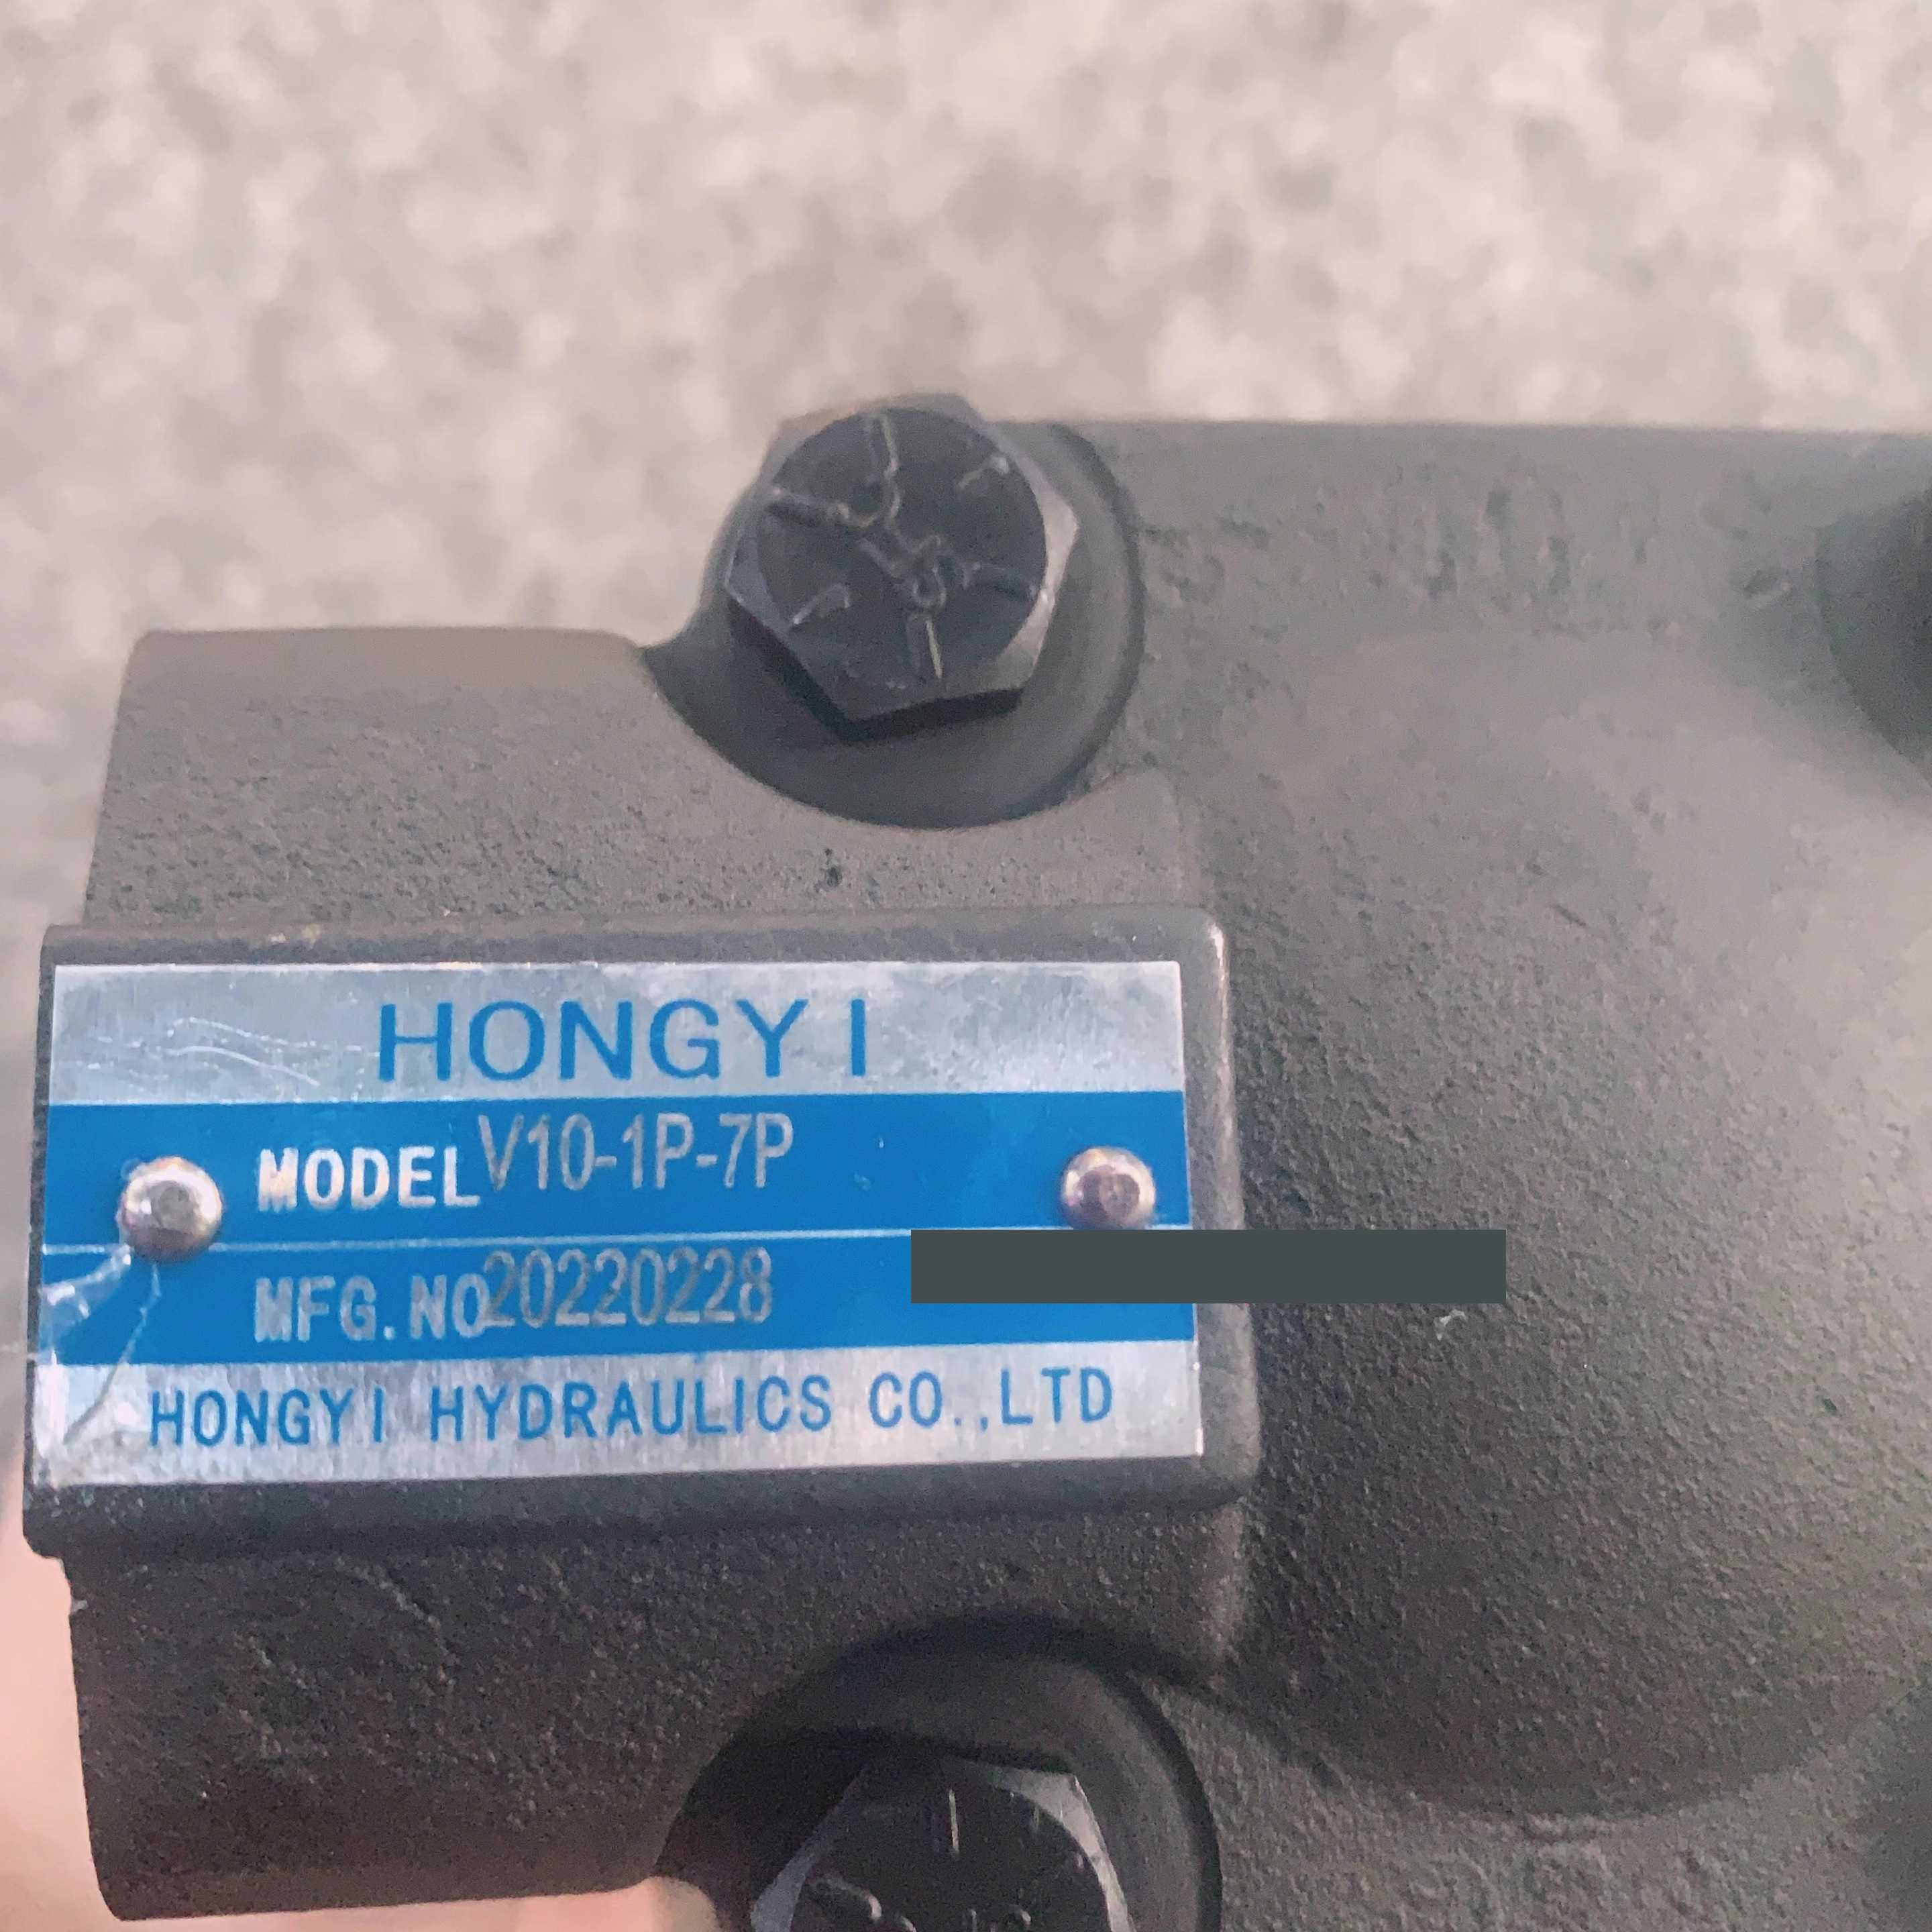 HONGYI
MODEL V10-1P-7P
MFG.NO 20220228
HONGYI HYDRAULICS CO.,LTD